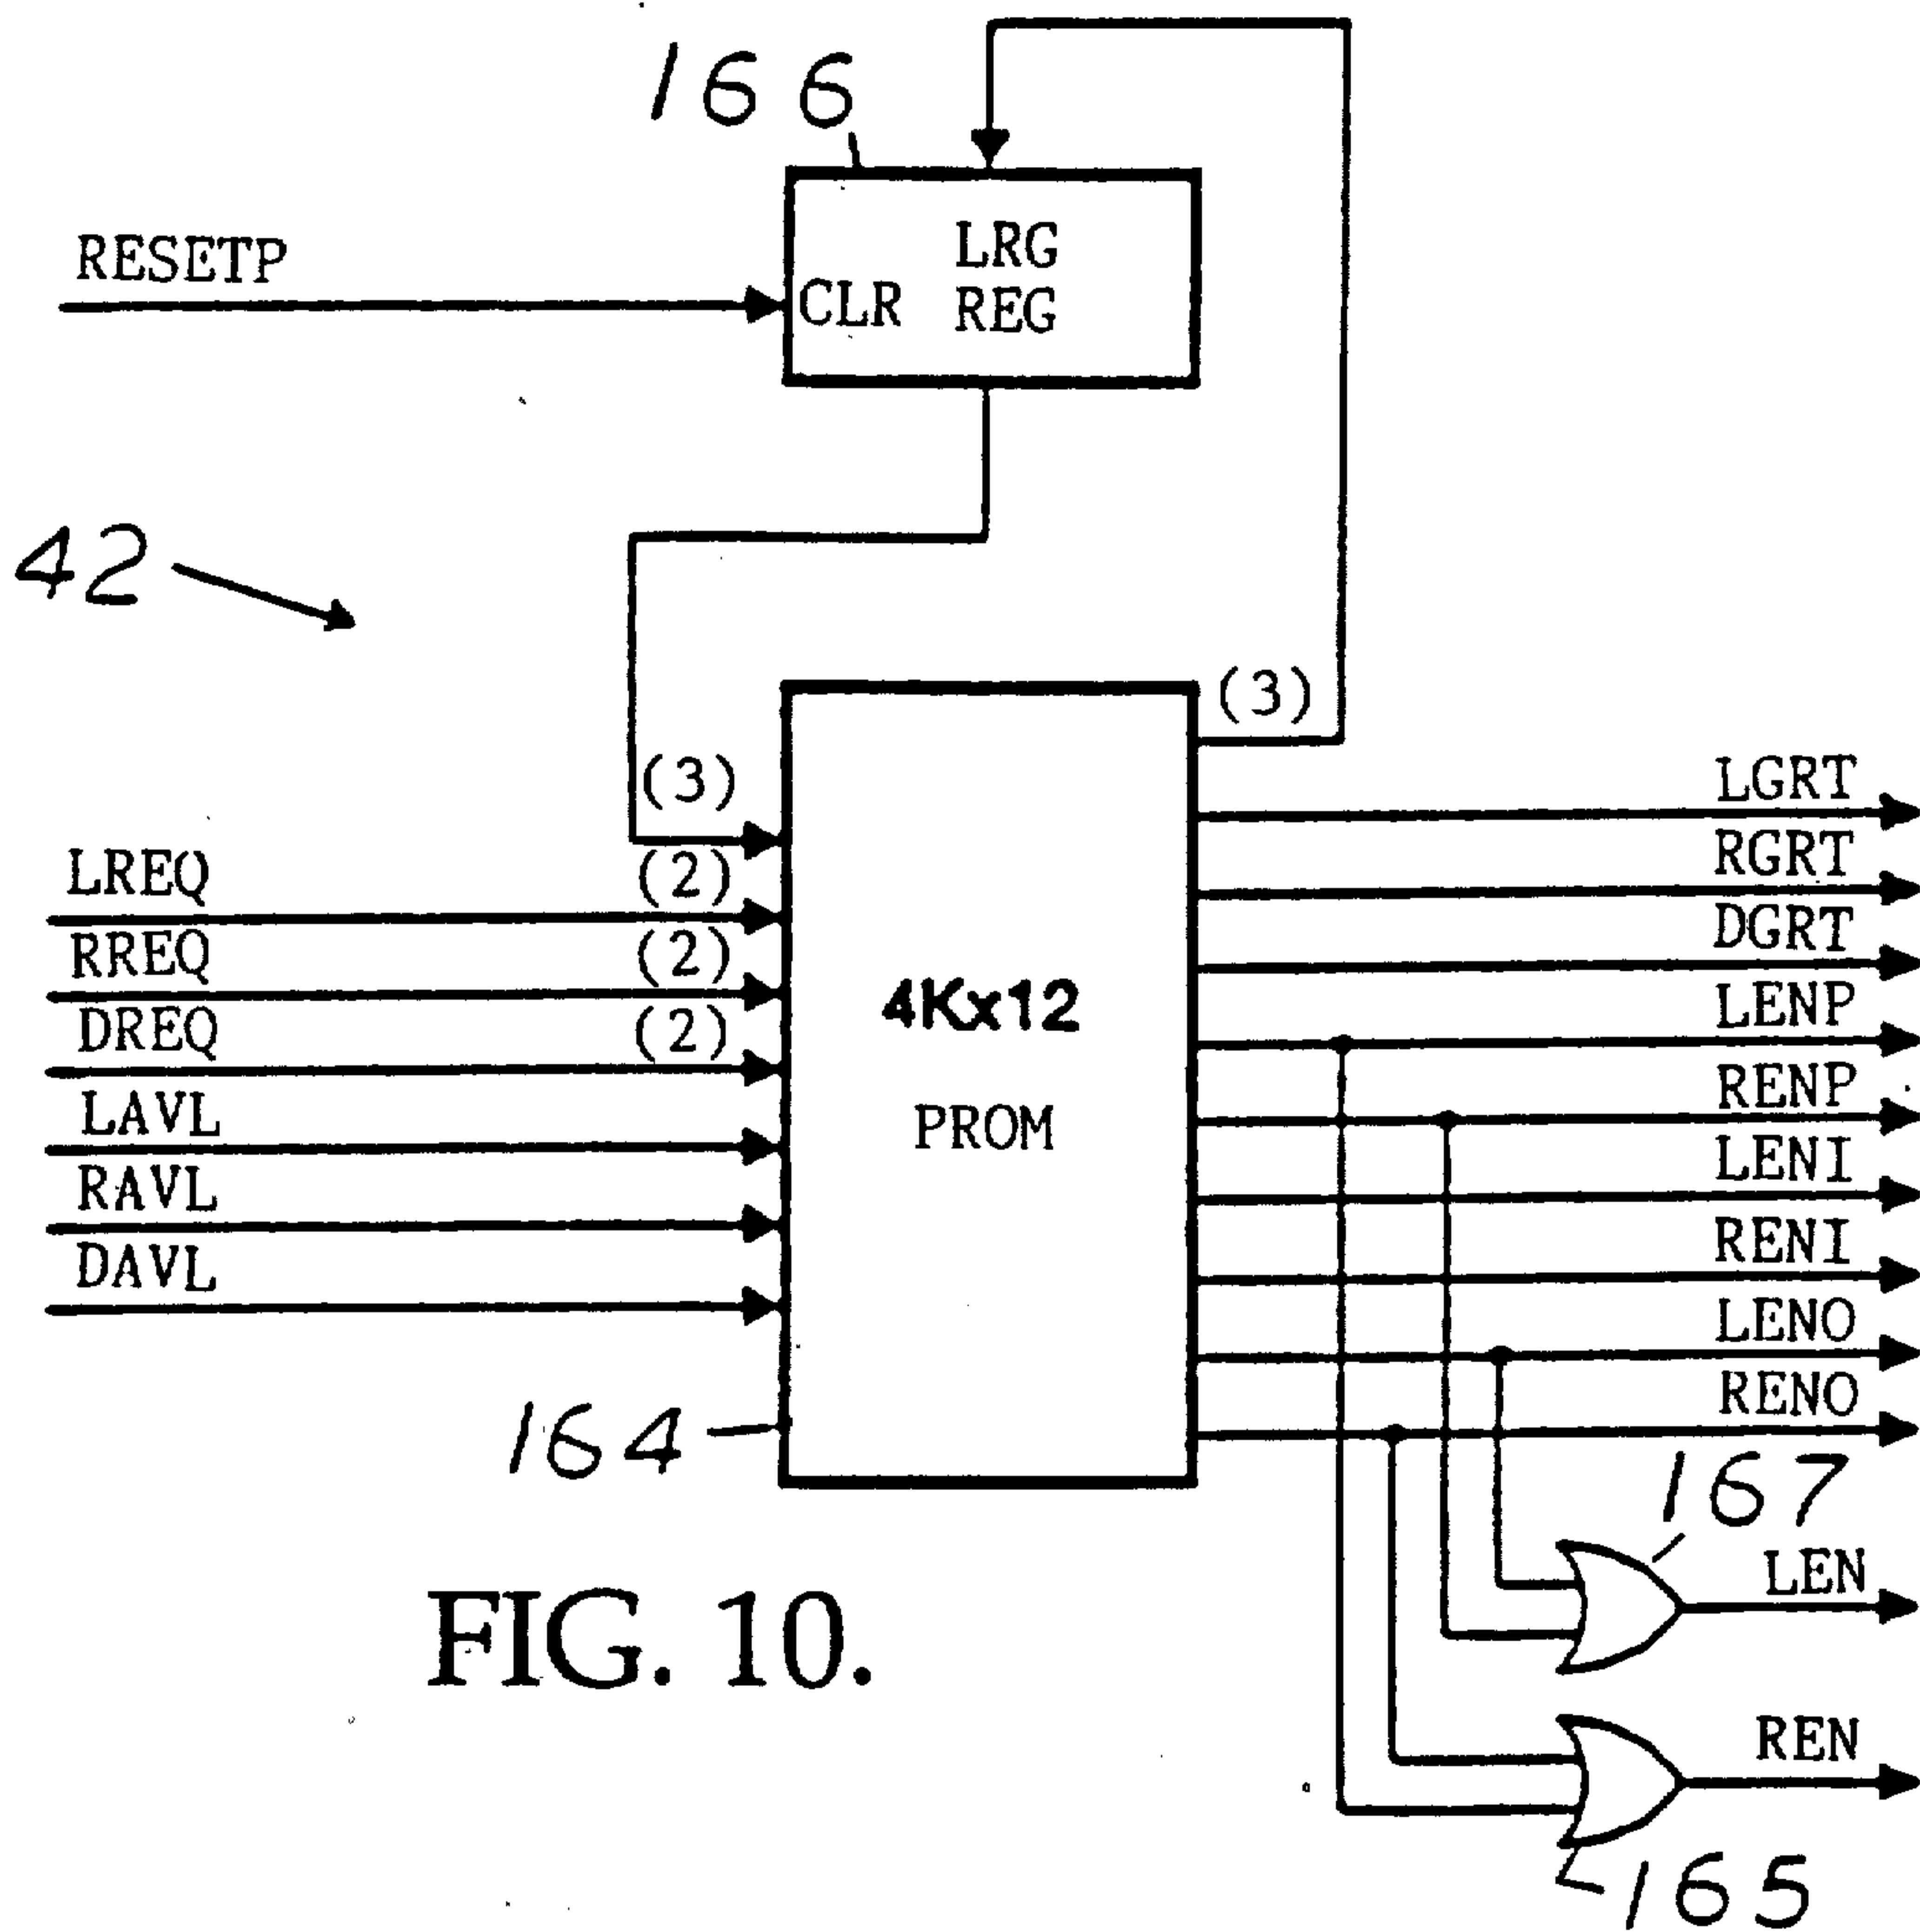 166
RESETP
CLR
LRG
REG
42
(3)
(3)
LREQ
(2)
RREQ
(2)
DREQ
(2)
LAVL
RAVL
DAVL
4Kx12
PROM
164
LGRT
RGRT
DGRT
LENP
RENP
LENI
RENI
LENO
RENO
167
LEN
REN
165
FIG. 10.